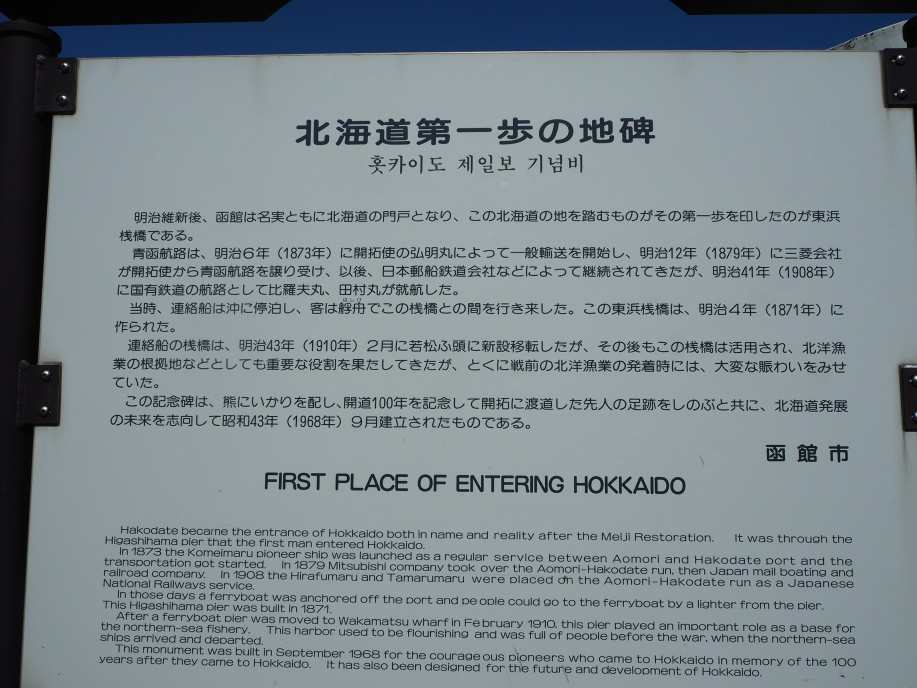 北海道第一歩の地碑
홋카이도 제일보 기념비
明治維新後、函館は名実ともに北海道の門戸となり、この北海道の地を踏むものがその第一歩を印したのが東浜
桟橋である。
青函航路は、明治6年（1873年）に開拓使の弘明丸によって一般輸送を開始し、明治12年（1879年）に三菱会社
が開拓使から青函航路を譲り受け、以後、日本郵船鉄道会社などによって継続されてきたが、明治41年（1908年）
に国有鉄道の航路として比羅夫丸、田村丸が就航した。
当時、連絡船は沖に停泊し、客は艀舟でこの桟橋との間を行き来した。この東浜桟橋は、明治4年（1871年）に
作られた。
連絡船の桟橋は、明治43年（1910年）2月に若松ふ頭に新設移転したが、その後もこの桟橋は活用され、北洋漁
業の根拠地などとしても重要な役割を果たしてきたが、とくに戦前の北洋漁業の発着時には、大変な賑わいをみせ
ていた。
この記念碑は、熊にいかりを配し、開道100年を記念して開拓に渡道した先人の足跡をしのぶと共に、北海道発展
の未来を志向して昭和43年（1968年）9月建立されたものである。
函館市
FIRST PLACE OF ENTERING HOKKAIDO
Hakodate became the entrance of Hokkaido both in name and reality after the Meiji Restoration. It was through the
Higashihama pier that the first man entered Hokkaido.
In 1873 the Komeimaru pioneer ship was launched as a regular service between Aomori and Hakodate port and the
transportation got started. In 1879 Mitsubishi company took over the Aomori-Hakodate run, then Japan mail boating and
railroad company. In 1908 the Hirafumaru and Tamarumaru were placed on the Aomori-Hakodate run as a Japanese
National Railways service.
In those days a ferryboat was anchored off the port and people could go to the ferryboat by a lighter from the pier.
This Higashihama pier was built in 1871.
After a ferryboat pier was moved to Wakamatsu wharf in February 1910, this pier played an important role as a base for
the northern-sea fishery. This harbor used to be flourishing and was full of people before the war, when the northern-sea
ships arrived and departed.
This monument was built in September 1968 for the courageous pioneers who came to Hokkaido in memory of the 100
years after they came to Hokkaido. It has also been designed for the future and development of Hokkaido.